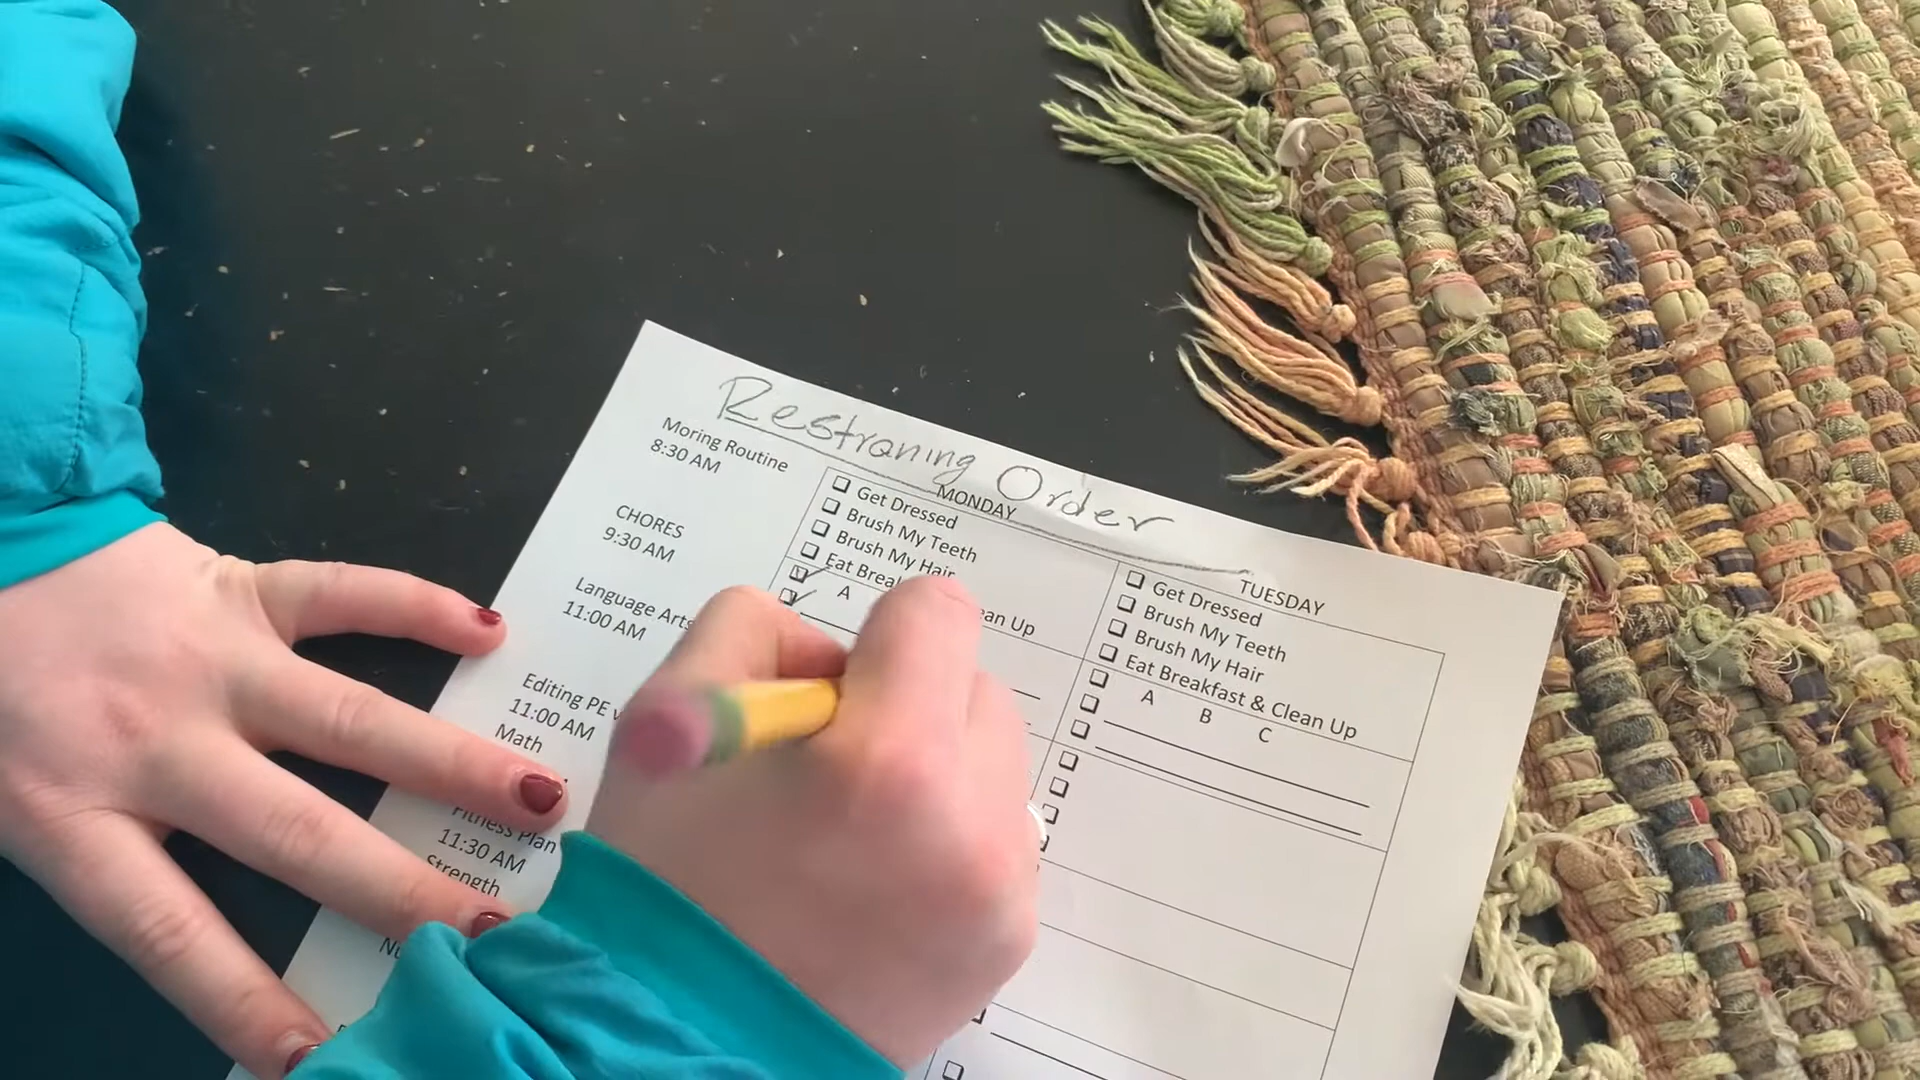 Restraning Order
Moring Routine
8:30 AM
CHORES
9:30 AM
Language Arts
11:00 AM
Editing PE
11:00 AM
Math
Fitness Plan
11:30 AM
Strength
MONDAY
Get Dressed
Brush My Teeth
Brush My Hair
Eat Brea
ean Up
A
TUESDAY
Get Dressed
Brush My Teeth
Brush My Hair
Eat Breakfast & Clean Up
A B C